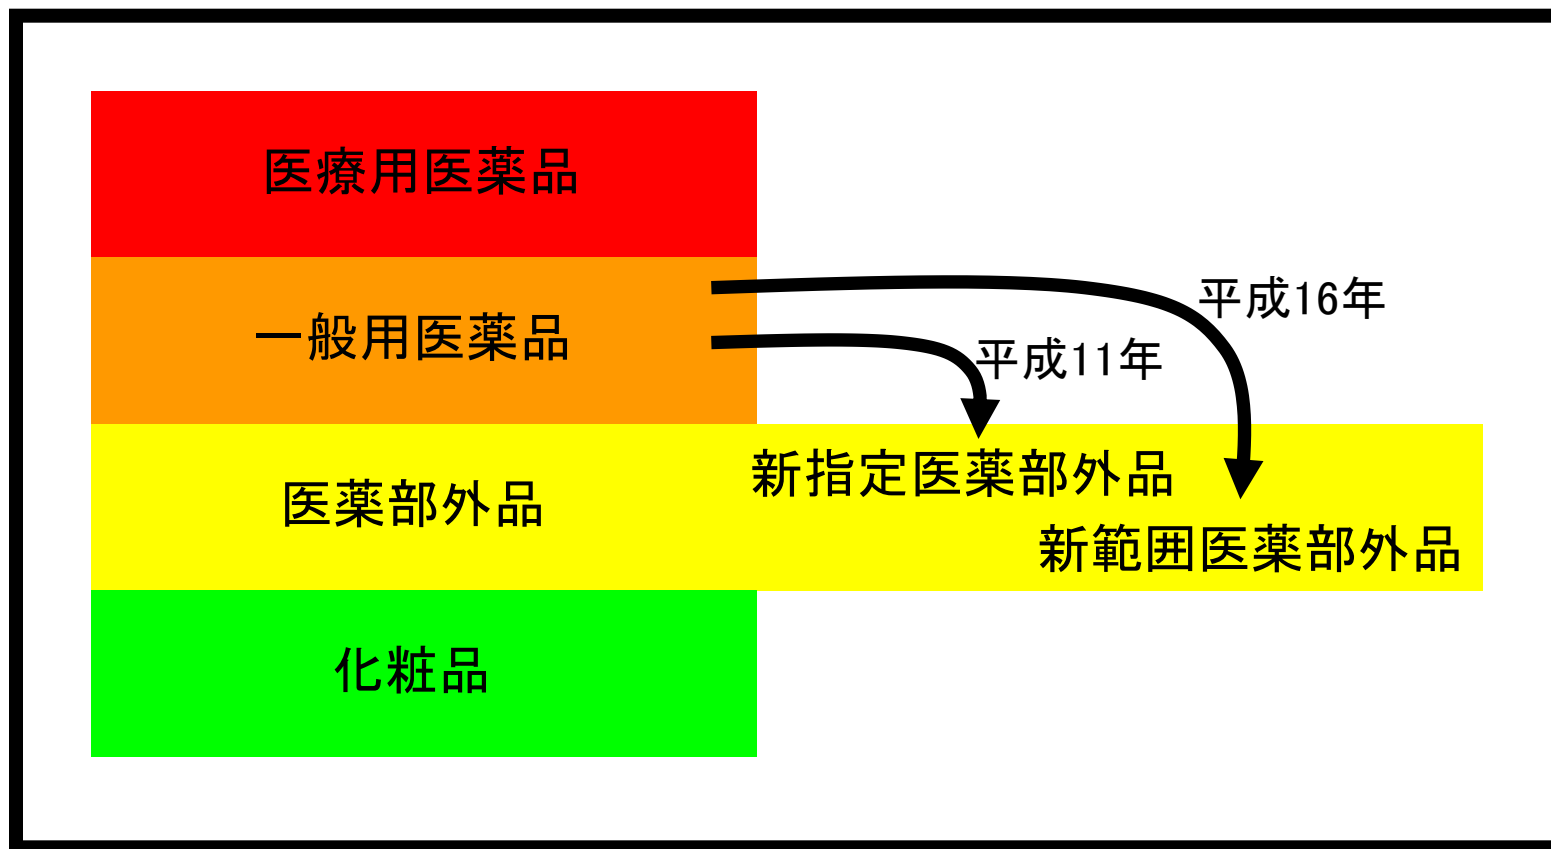 医療用医薬品
一般用医薬品
平成16年
平成11年
医薬部外品
新指定医薬部外品
新範囲医薬部外品
化粧品